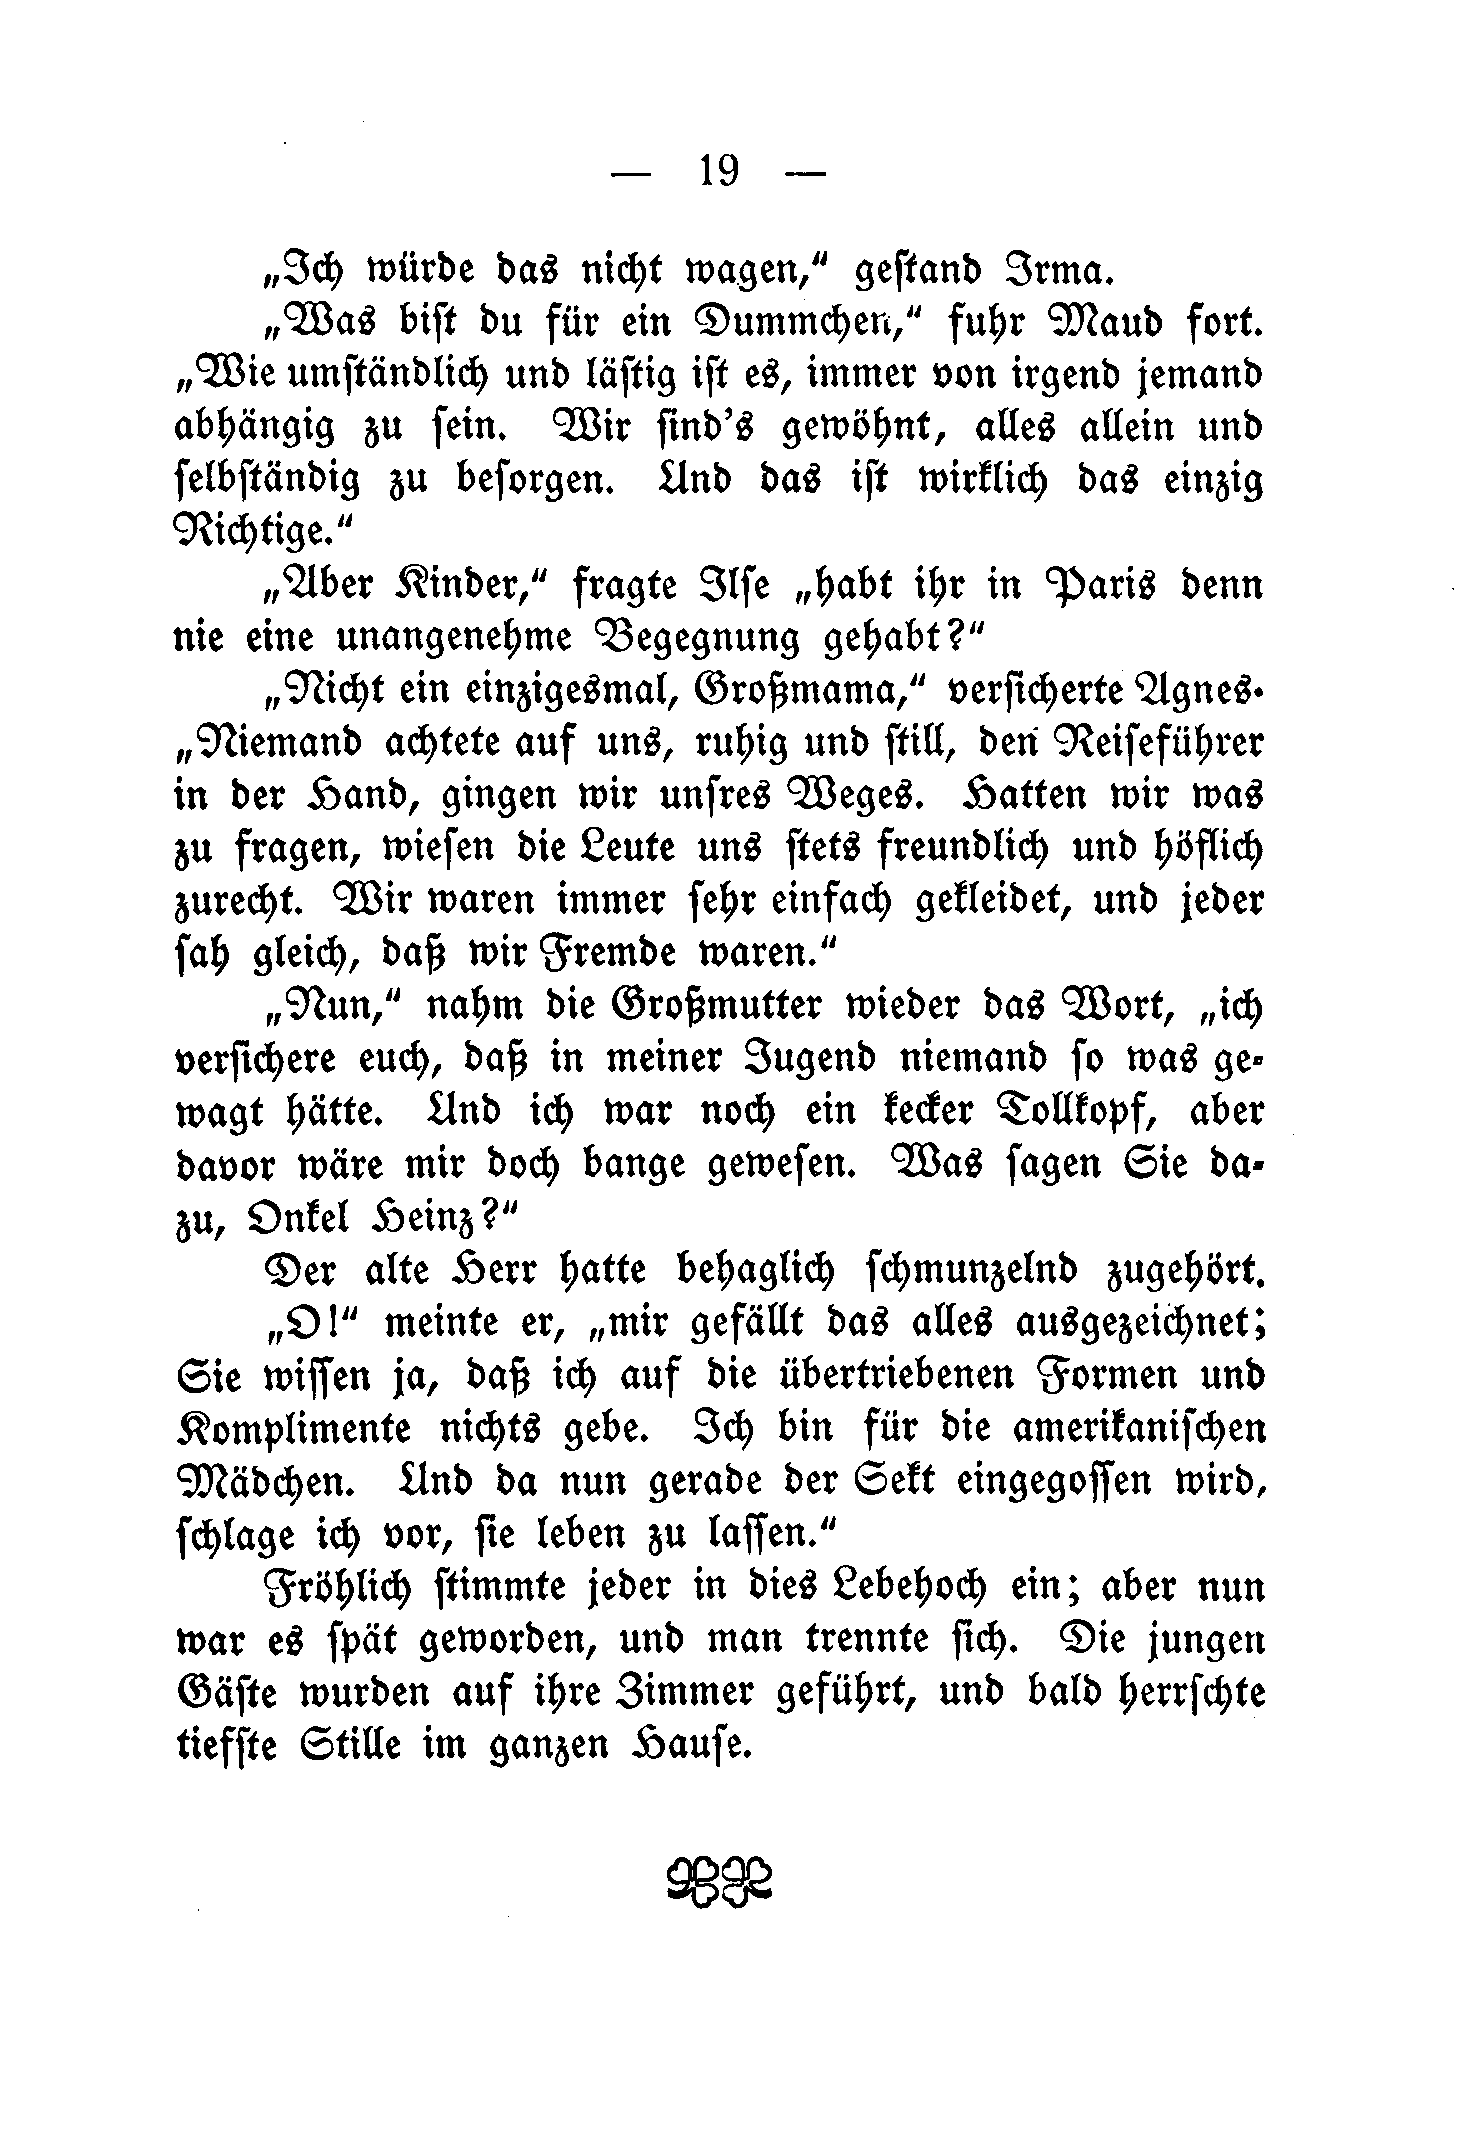 — 19 —
„Ich würde das nicht wagen,“ geſtand Irma.
„Was biſt du für ein Dummchen,“ fuhr Maud fort.
„Wie umſtändlich und läſtig iſt es, immer von irgend jemand
abhängig zu ſein. Wir ſind's gewöhnt, alles allein und
ſelbſtändig zu beſorgen. Und das iſt wirklich das einzig
Richtige.“
„Aber Kinder,“ fragte Ilſe „habt ihr in Paris denn
nie eine unangenehme Begegnung gehabt?“
„Nicht ein einzigesmal, Großmama,“ verſicherte Agnes.
„Niemand achtete auf uns, ruhig und ſtill, den Reiſeführer
in der Hand, gingen wir unſres Weges. Hatten wir was
zu fragen, wieſen die Leute uns ſtets freundlich und höflich
zurecht. Wir waren immer ſehr einfach gekleidet, und jeder
ſah gleich, daß wir Fremde waren.“
„Nun,“ nahm die Großmutter wieder das Wort, „ich
verſichere euch, daß in meiner Jugend niemand ſo was ge-
wagt hätte. Und ich war noch ein kecker Tollkopf, aber
davor wäre mir doch bange geweſen. Was ſagen Sie da-
zu, Onkel Heinz?“
Der alte Herr hatte behaglich ſchmunzelnd zugehört.
„O!“ meinte er, „mir gefällt das alles ausgezeichnet;
Sie wiſſen ja, daß ich auf die übertriebenen Formen und
Komplimente nichts gebe. Ich bin für die amerikaniſchen
Mädchen. Und da nun gerade der Sekt eingegoſſen wird,
ſchlage ich vor, ſie leben zu laſſen.“
Fröhlich ſtimmte jeder in dies Lebehoch ein; aber nun
war es ſpät geworden, und man trennte ſich. Die jungen
Gäſte wurden auf ihre Zimmer geführt, und bald herrſchte
tiefſte Stille im ganzen Hauſe.